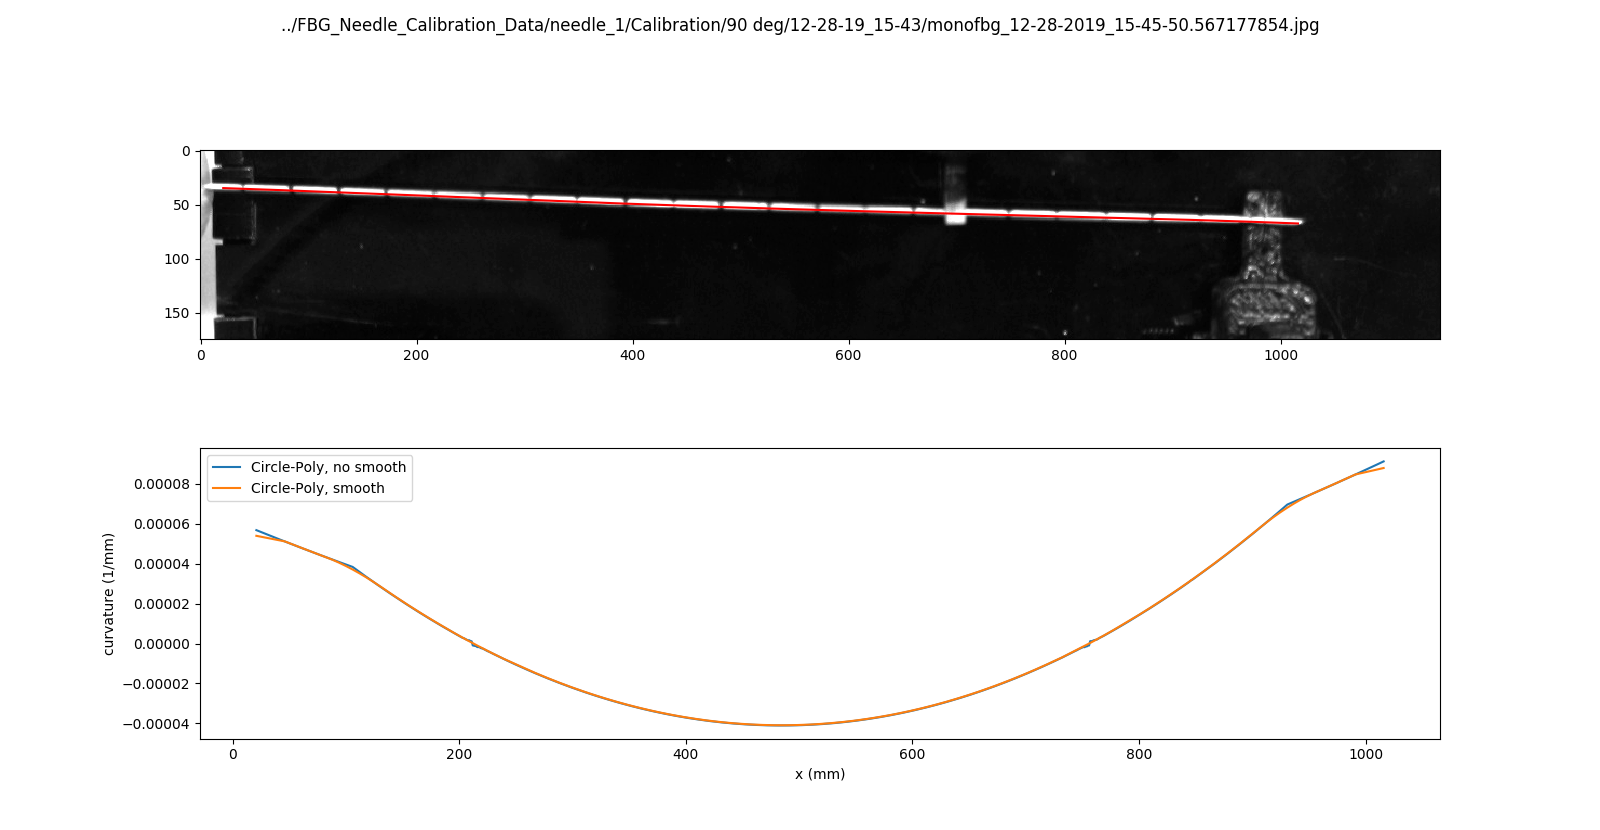 ../FBG_Needle_Calibration_Data/needle_1/Calibration/90 deg/12-28-19_15-43/monofbg_12-28-2019_15-45-50.567177854.jpg
0
50
100
150
0 200 400 600 800 1000
Circle-Poly, no smooth
Circle-Poly, smooth
0.00008
0.00006
0.00004
0.00002
0.00000
−0.00002
−0.00004
curvature (1/mm)
0 200 400 600 800 1000
x (mm)